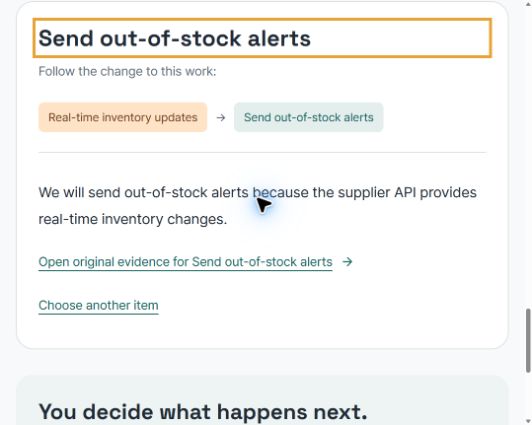 Send out-of-stock alerts
Follow the change to this work:
Real-time inventory updates → Send out-of-stock alerts
We will send out-of-stock alerts because the supplier API provides
real-time inventory changes.
Open original evidence for Send out-of-stock alerts →
Choose another item
You decide what happens next.